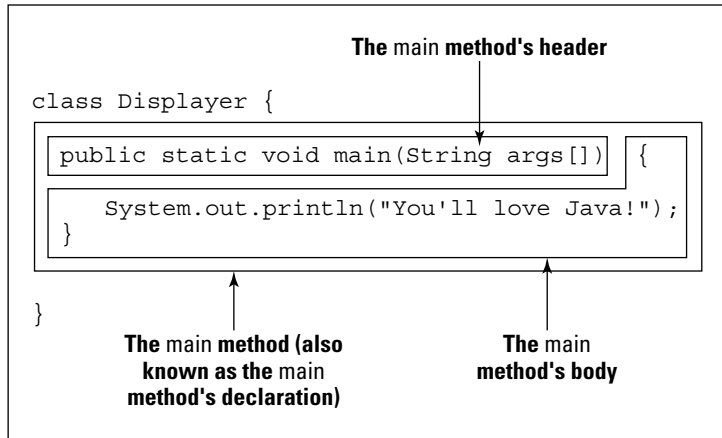 The main method's header
class Displayer {
public static void main(String args[]) {
System.out.println("You'll love Java!");
}
}
The main method (also
known as the main
method's declaration)
The main
method's body